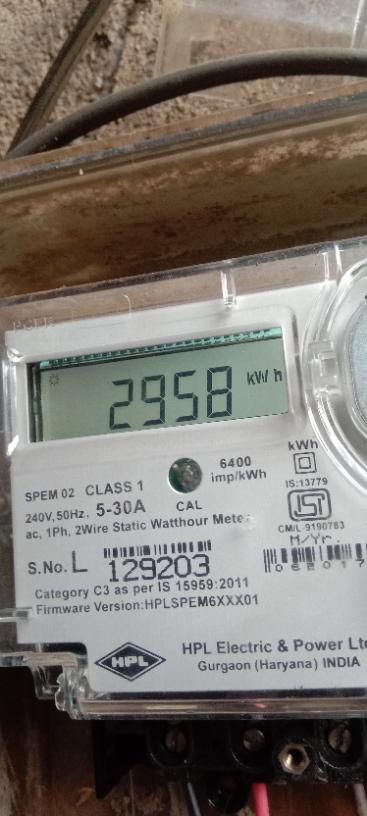 2958 kWh
kWh
6400
imp/kWh
IS:13779
SPEM 02 CLASS 1
240V, 50Hz, 5-30A CAL
ac, 1Ph, 2Wire Static Watthour Meter
CM/L-9190783
M/Yr.
S.No. L 129203
062017
Category C3 as per IS 15959:2011
Firmware Version:HPLSPEM6XXX01
HPL
HPL Electric & Power Ltd
Gurgaon (Haryana) INDIA